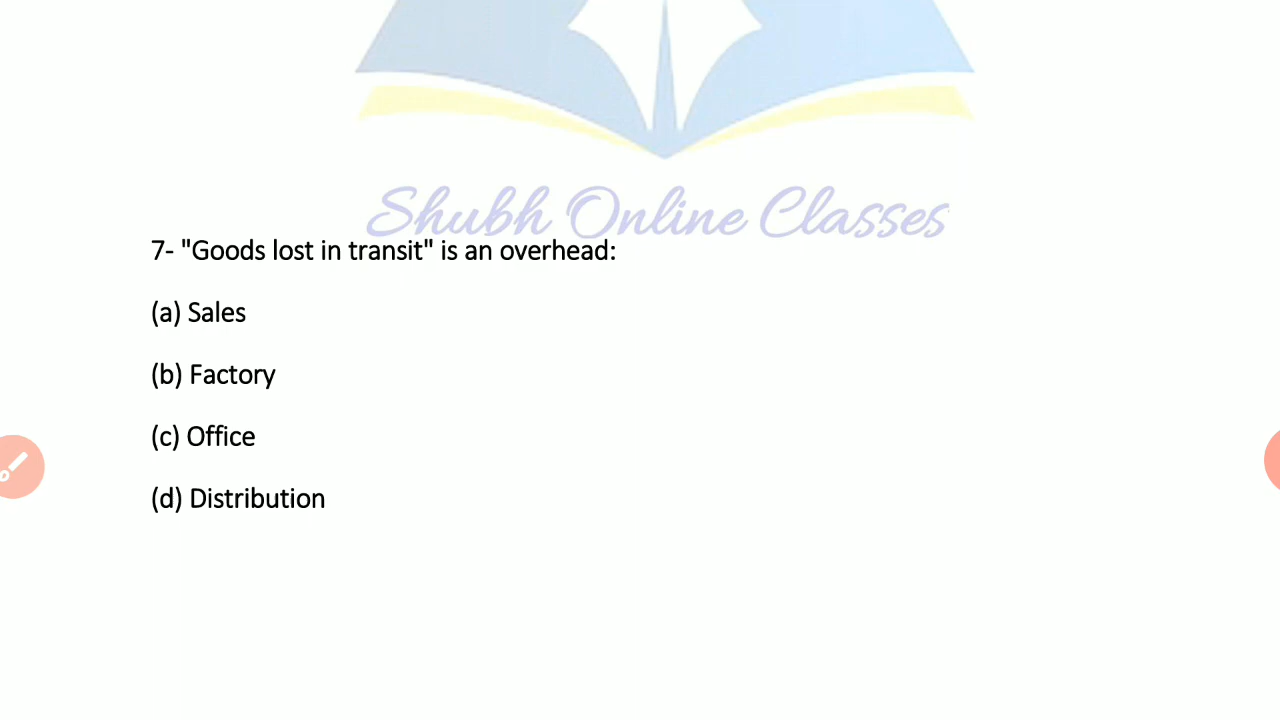 Shubh Online Classes
7- "Goods lost in transit" is an overhead:
(a) Sales
(b) Factory
(c) Office
(d) Distribution